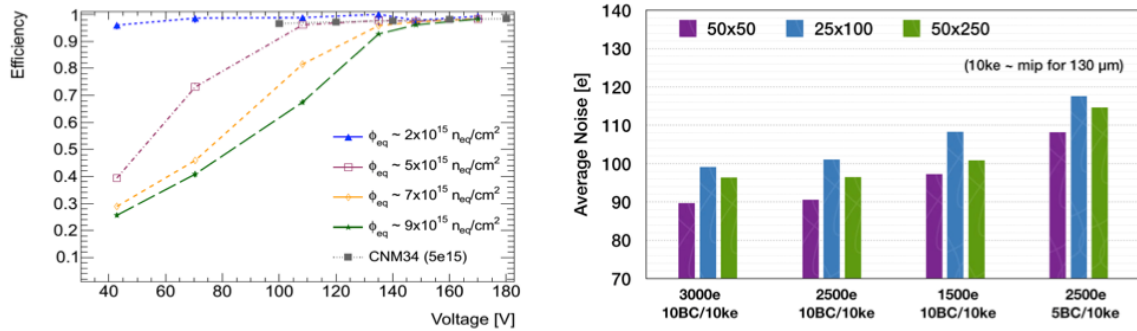 Efficiency
1
0.9
0.8
0.7
0.6
0.5
0.4
0.3
0.2
0.1
ϕeq ~ 2x10^15 neq/cm^2
ϕeq ~ 5x10^15 neq/cm^2
ϕeq ~ 7x10^15 neq/cm^2
ϕeq ~ 9x10^15 neq/cm^2
CNM34 (5e15)
40 60 80 100 120 140 160 180
Voltage [V]
Average Noise [e]
140
130
120
110
100
90
80
70
50x50 25x100 50x250
(10ke ~ mip for 130 μm)
3000e 2500e 1500e 2500e
10BC/10ke 10BC/10ke 10BC/10ke 5BC/10ke